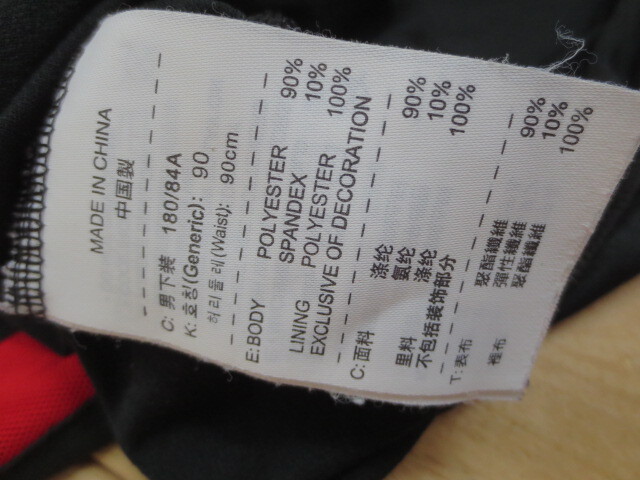 MADE IN CHINA
中国製
C: 男下装 180/84A
K: 호칭(Generic): 90
허리둘레(Waist): 90cm
E:BODY POLYESTER 90%
SPANDEX 10%
LINING POLYESTER 100%
EXCLUSIVE OF DECORATION
C:面料 涤纶 90%
氨纶 10%
里料 涤纶 100%
不包括装饰部分
T:表布 聚酯纖維 90%
彈性纖維 10%
裡布 聚酯纖維 100%